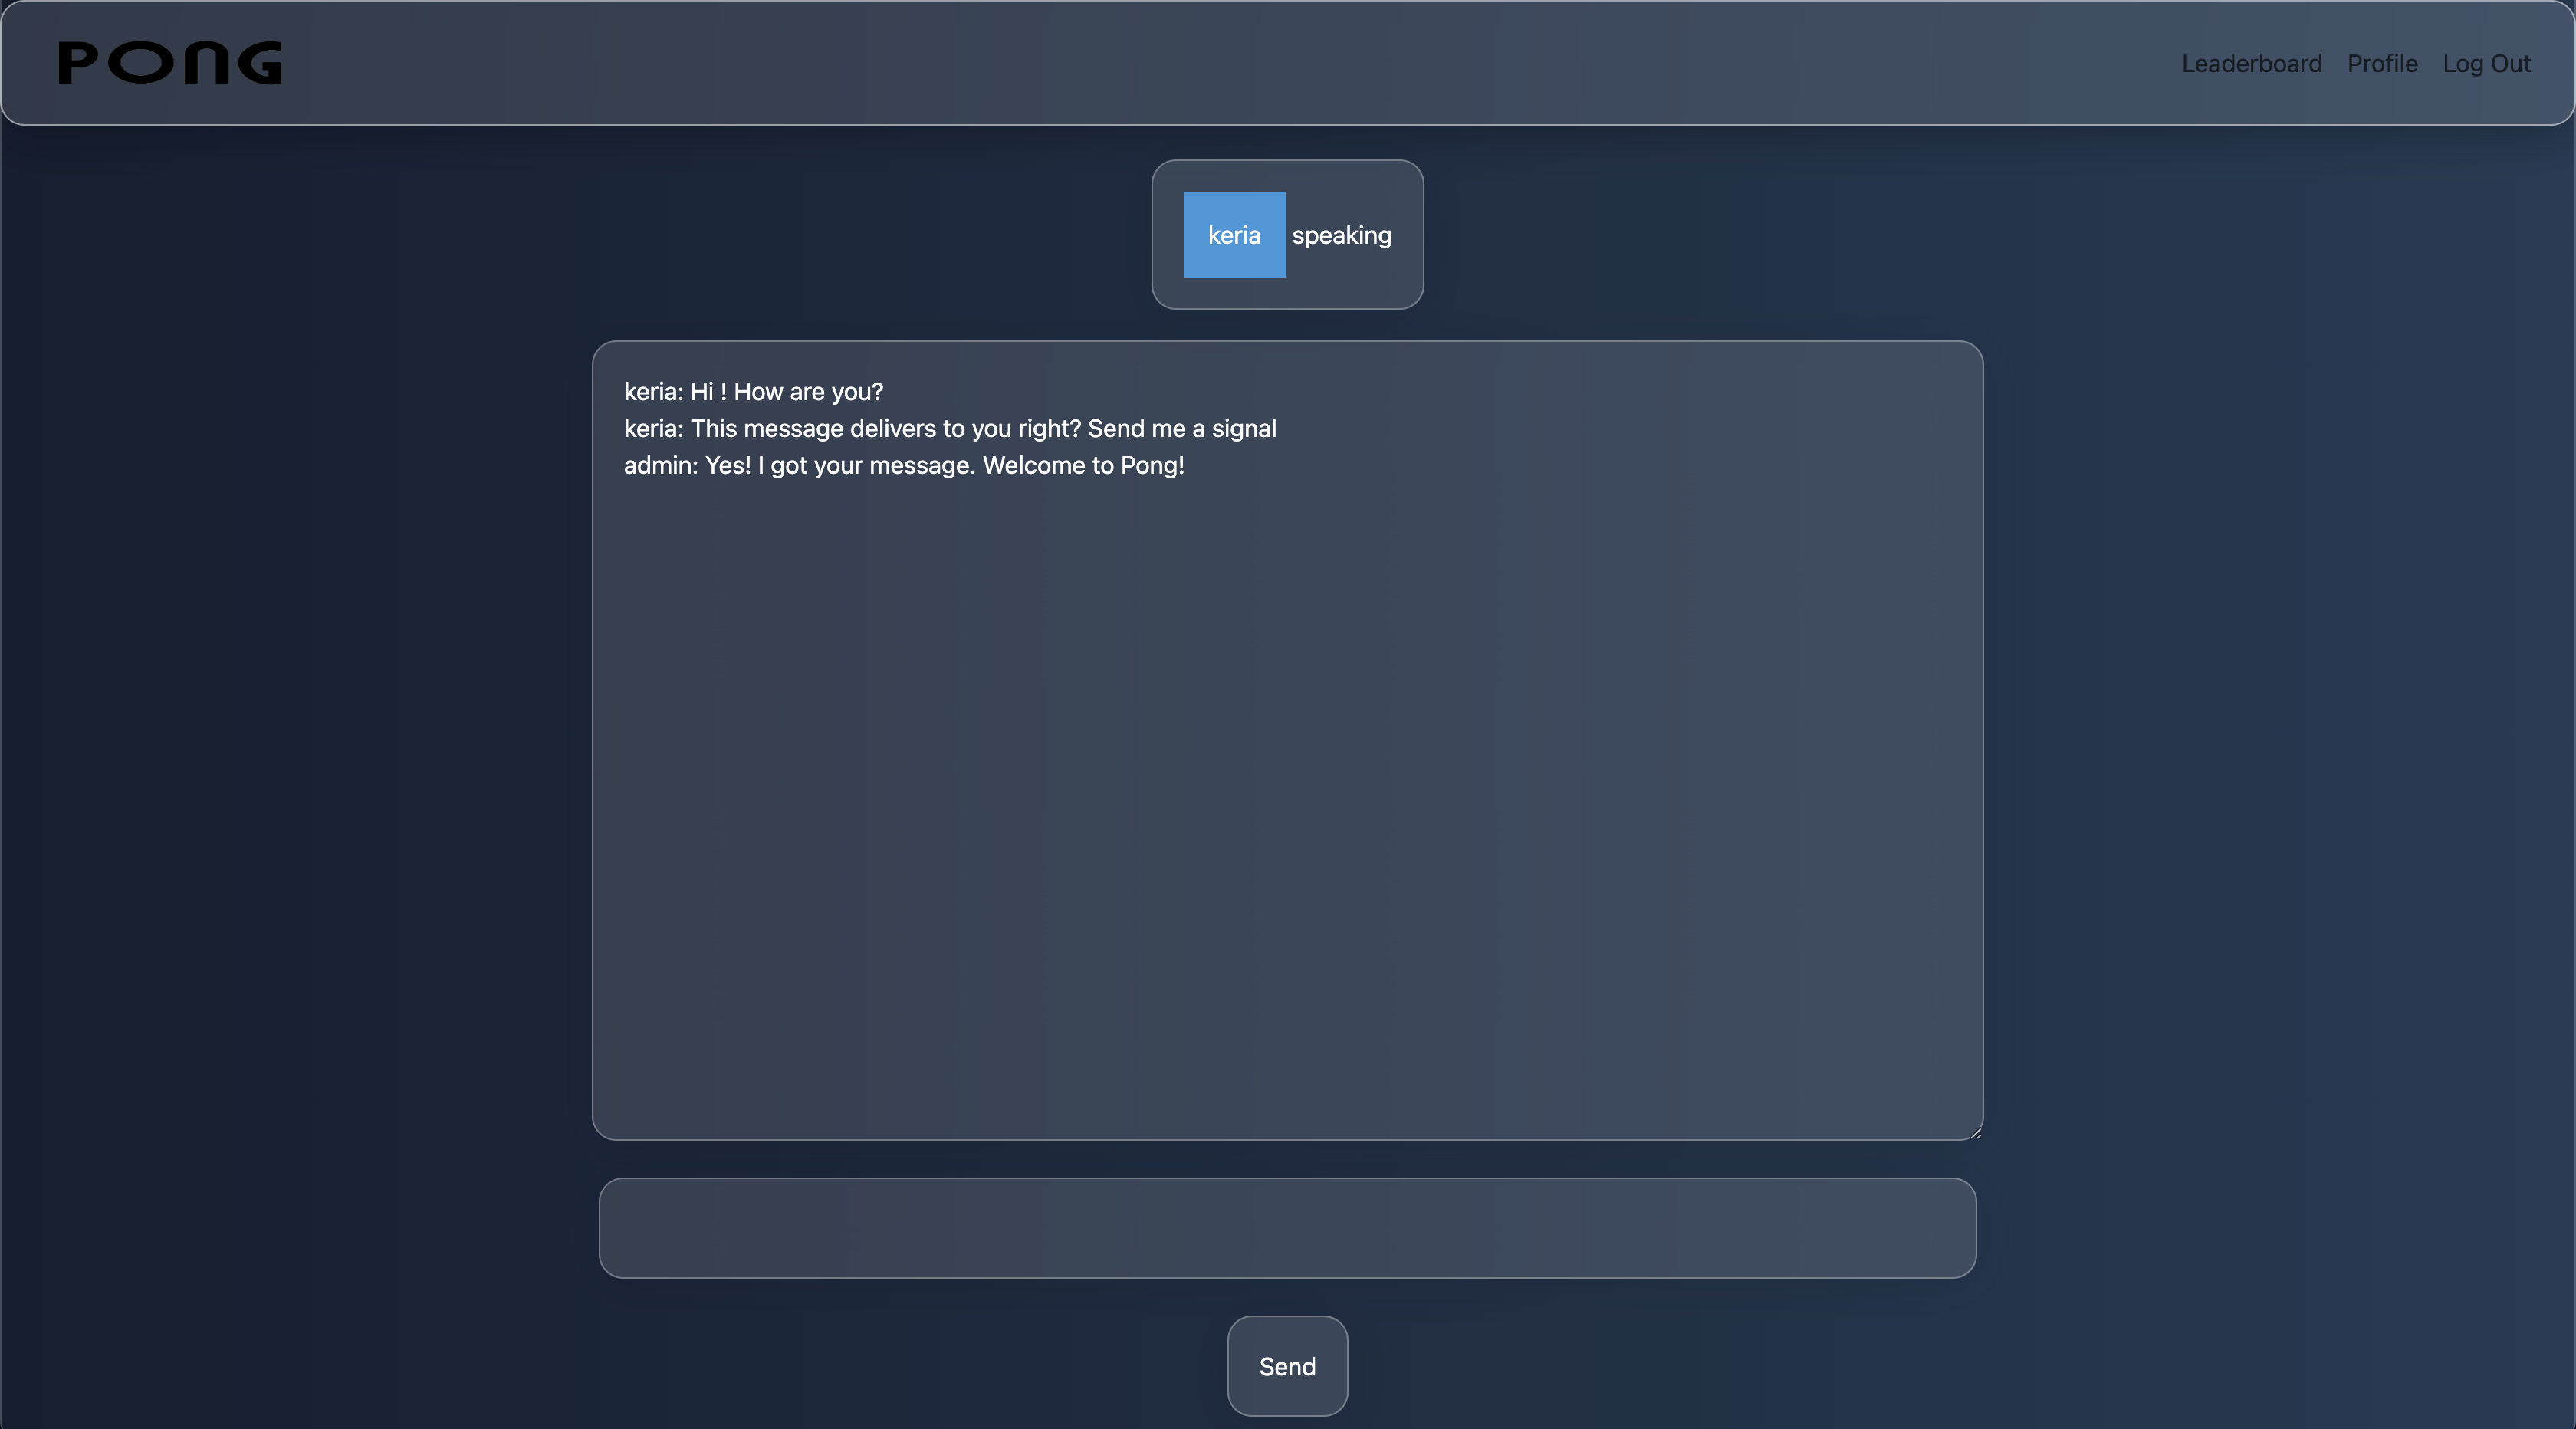 PONG
Leaderboard Profile Log Out
keria speaking
keria: Hi ! How are you?
keria: This message delivers to you right? Send me a signal
admin: Yes! I got your message. Welcome to Pong!
Send